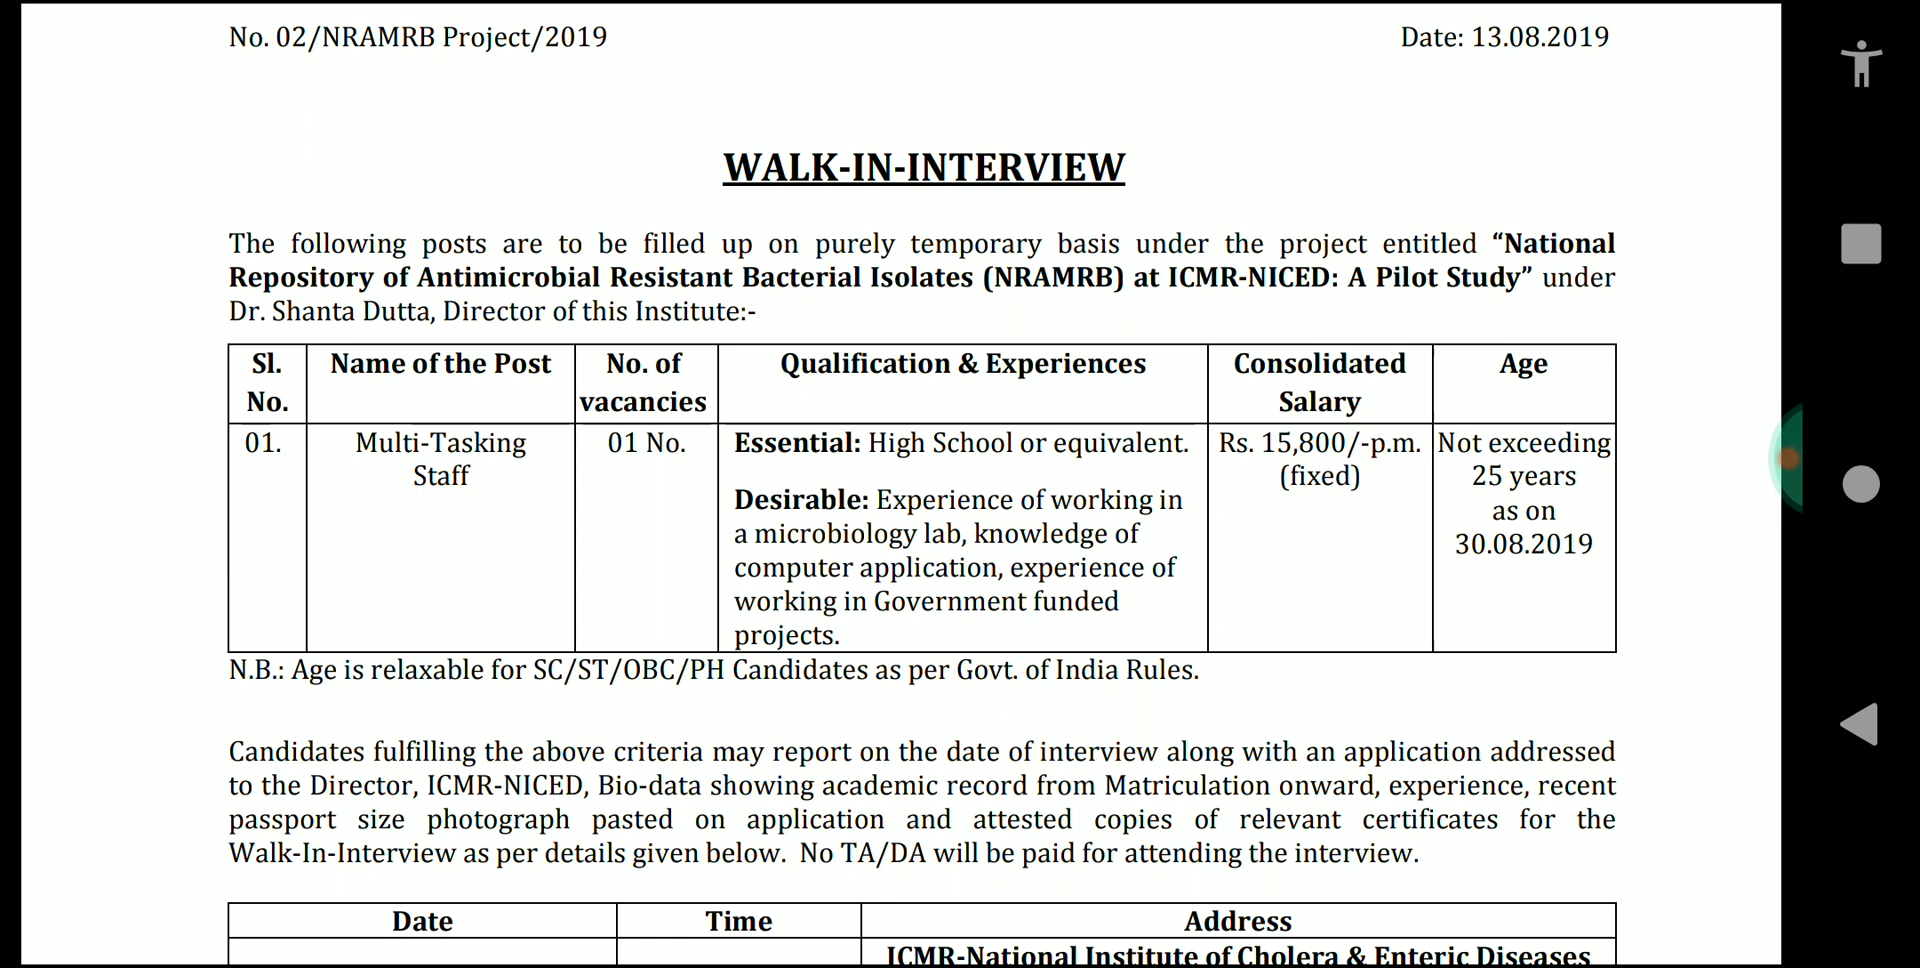 No. 02/NRAMRB Project/2019 Date: 13.08.2019
WALK-IN-INTERVIEW
The following posts are to be filled up on purely temporary basis under the project entitled “National
Repository of Antimicrobial Resistant Bacterial Isolates (NRAMRB) at ICMR-NICED: A Pilot Study” under
Dr. Shanta Dutta, Director of this Institute:-
Sl. No. Name of the Post No. of vacancies Qualification & Experiences Consolidated Salary Age
01. Multi-Tasking Staff 01 No. Essential: High School or equivalent. Rs. 15,800/-p.m. (fixed) Not exceeding 25 years as on 30.08.2019
Desirable: Experience of working in
a microbiology lab, knowledge of
computer application, experience of
working in Government funded
projects.
N.B.: Age is relaxable for SC/ST/OBC/PH Candidates as per Govt. of India Rules.
Candidates fulfilling the above criteria may report on the date of interview along with an application addressed
to the Director, ICMR-NICED, Bio-data showing academic record from Matriculation onward, experience, recent
passport size photograph pasted on application and attested copies of relevant certificates for the
Walk-In-Interview as per details given below. No TA/DA will be paid for attending the interview.
Date Time Address
ICMR-National Institute of Cholera & Enteric Diseases